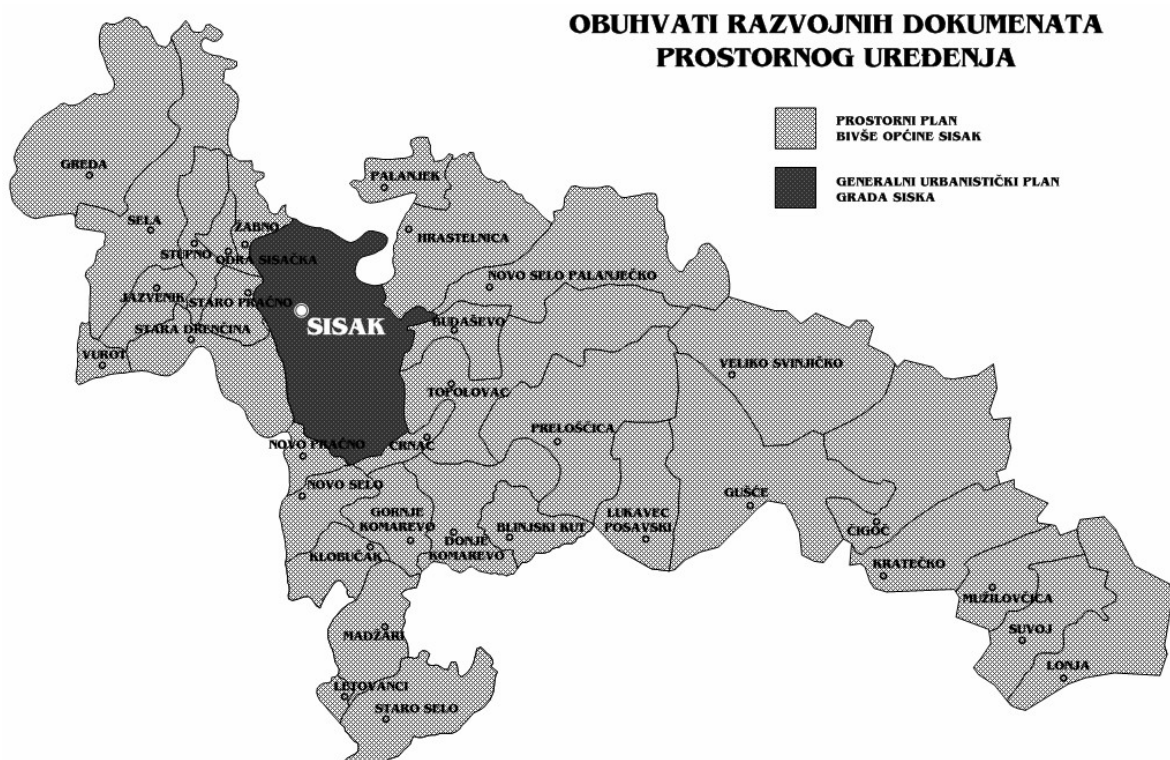 OBUHVATI RAZVOJNIH DOKUMENATA
PROSTORNOG UREĐENJA
PROSTORNI PLAN
BIVŠE OPĆINE SISAK
GENERALNI URBANISTIČKI PLAN
GRADA SISKA
GREDA
PALANJEK
SELA
ŽABNO
HRASTELNICA
STUPNO
ODRA SISAČKA
NOVO SELO PALANJEČKO
JAZVENIK
STARO PRAČNO
SISAK
BUDAŠEVO
STARA DRENČINA
VUROT
VELIKO SVINJIČKO
TOPOLOVAC
PRELOŠČICA
NOVO PRAČNO
ČRNAC
NOVO SELO
GUŠĆE
GORNJE
KOMAREVO
LUKAVEC
POSAVSKI
BLINJSKI KUT
ČIGOČ
DONJE
KOMAREVO
KLOBUČAK
KRATEČKO
MUŽILOVČICA
MADŽARI
SUVOJ
LONJA
LETOVANCI
STARO SELO